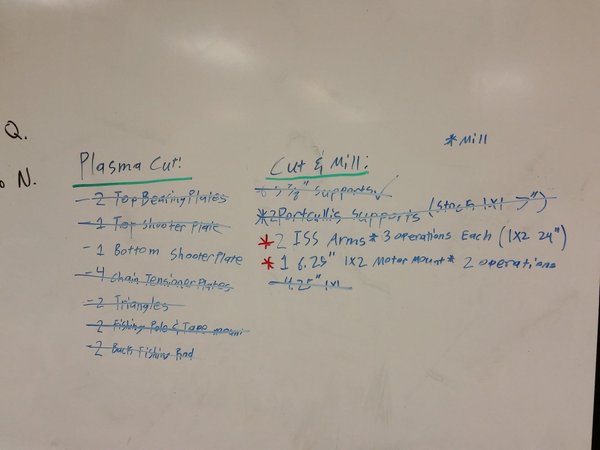 Q.
N.
* Mill
Plasma Cut:
- 2 Top Bearing Plates
- 1 Top Shooter Plate
- 1 Bottom Shooter Plate
- 4 Chain Tensioner Plates
- 2 Triangles
- 2 Fishing Pole & Tape mount
- 2 Back Fishing Rod
Cut & Mill:
7/8" Supports ✓
*2 Portcullis Supports (Stock 1X1 5")
*2 ISS Arms * 3 operations Each (1X2 24")
* 1 6.25" 1X2 Motor Mount * 2 operations
- 4.25" 1x1